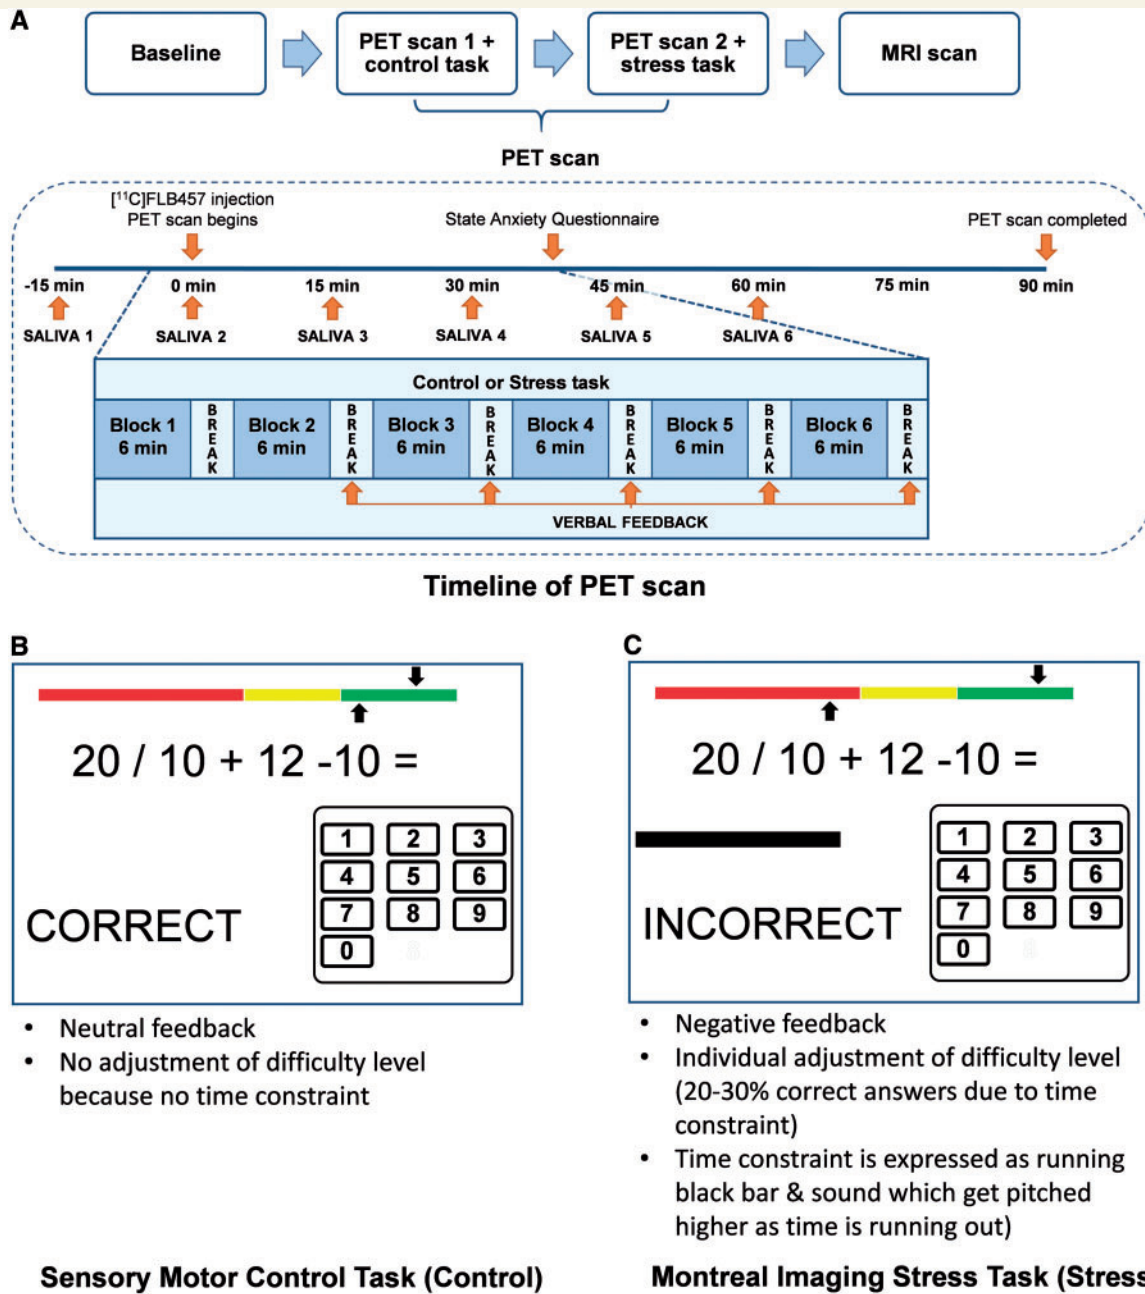 A
Baseline
PET scan 1 +
control task
PET scan 2 +
stress task
MRI scan
PET scan
[¹¹C]FLB457 injection
PET scan begins
State Anxiety Questionnaire
PET scan completed
-15 min
0 min
15 min
30 min
45 min
60 min
75 min
90 min
SALIVA 1
SALIVA 2
SALIVA 3
SALIVA 4
SALIVA 5
SALIVA 6
Control or Stress task
Block 1
6 min
BREAK
Block 2
6 min
BREAK
Block 3
6 min
BREAK
Block 4
6 min
BREAK
Block 5
6 min
BREAK
Block 6
6 min
BREAK
VERBAL FEEDBACK
Timeline of PET scan
B
20 / 10 + 12 -10 =
1 2 3
4 5 6
7 8 9
0
CORRECT
• Neutral feedback
• No adjustment of difficulty level
because no time constraint
Sensory Motor Control Task (Control)
C
20 / 10 + 12 -10 =
1 2 3
4 5 6
7 8 9
0
INCORRECT
• Negative feedback
• Individual adjustment of difficulty level
(20-30% correct answers due to time
constraint)
• Time constraint is expressed as running
black bar & sound which get pitched
higher as time is running out)
Montreal Imaging Stress Task (Stress